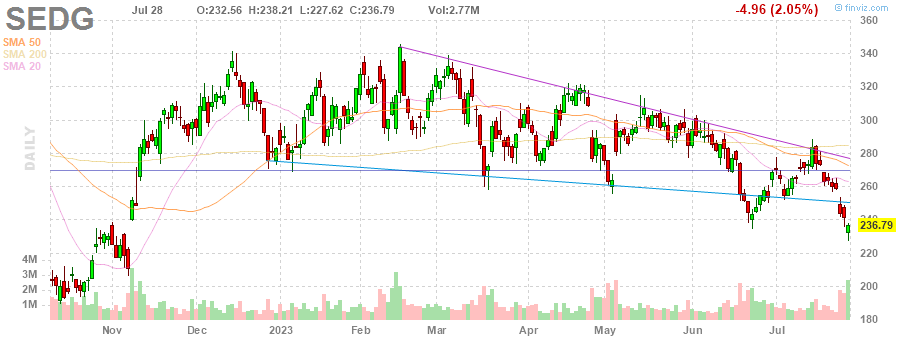 SEDG Jul 28 O:232.56 H:238.21 L:227.62 C:236.79 Vol:2.77M -4.96 (2.05%) © finviz.com
SMA 50
SMA 200
SMA 20
DAILY
360
340
320
300
280
260
240
236.79
220
200
180
4M
3M
2M
1M
Nov Dec 2023 Feb Mar Apr May Jun Jul